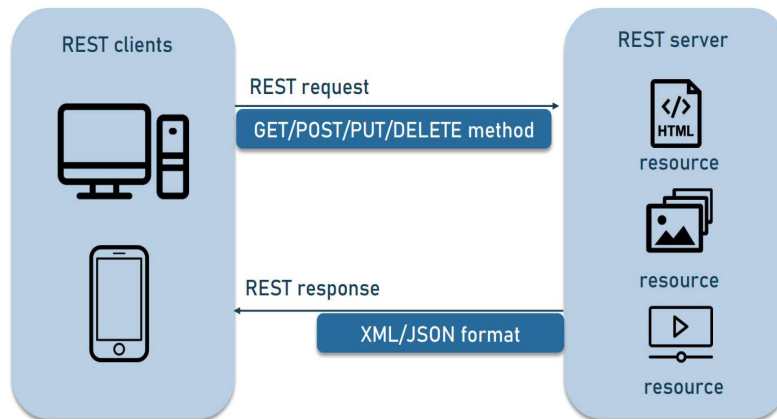 REST clients
REST server
REST request
GET/POST/PUT/DELETE method
</>
HTML
resource
resource
REST response
XML/JSON format
resource